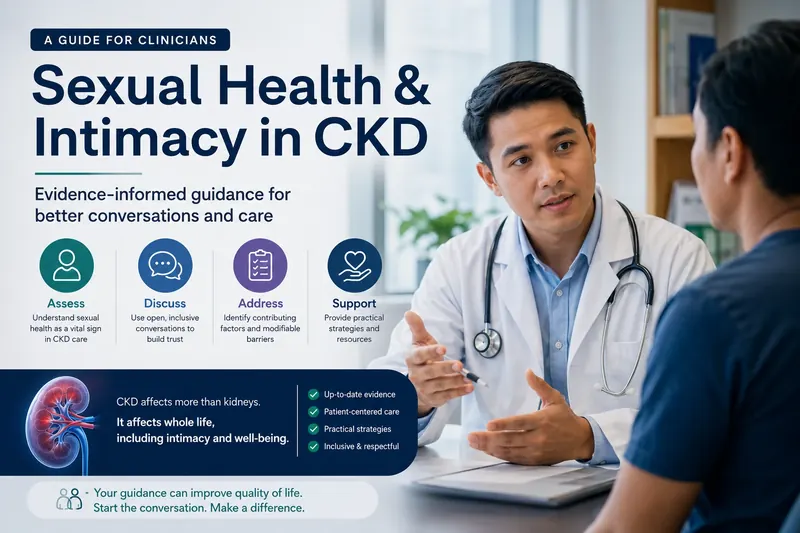 A GUIDE FOR CLINICIANS
Sexual Health &
Intimacy in CKD
Evidence-informed guidance for
better conversations and care
Assess
Understand sexual
health as a vital sign
in CKD care
Discuss
Use open, inclusive
conversations to
build trust
Address
Identify contributing
factors and modifiable
barriers
Support
Provide practical
strategies and
resources
CKD affects more than kidneys.
It affects whole life,
including intimacy and well-being.
Up-to-date evidence
Patient-centered care
Practical strategies
Inclusive & respectful
Your guidance can improve quality of life.
Start the conversation. Make a difference.